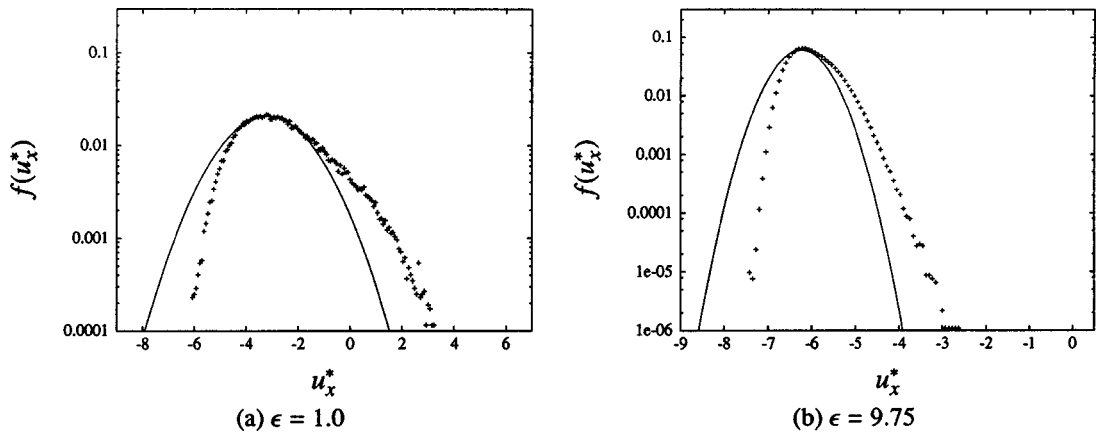 0.1
0.01
0.001
0.0001
f(u*x)
-8 -6 -4 -2 0 2 4 6
u*x
(a) ϵ = 1.0
0.1
0.01
0.001
0.0001
1e-05
1e-06
f(u*x)
-9 -8 -7 -6 -5 -4 -3 -2 -1 0
u*x
(b) ϵ = 9.75